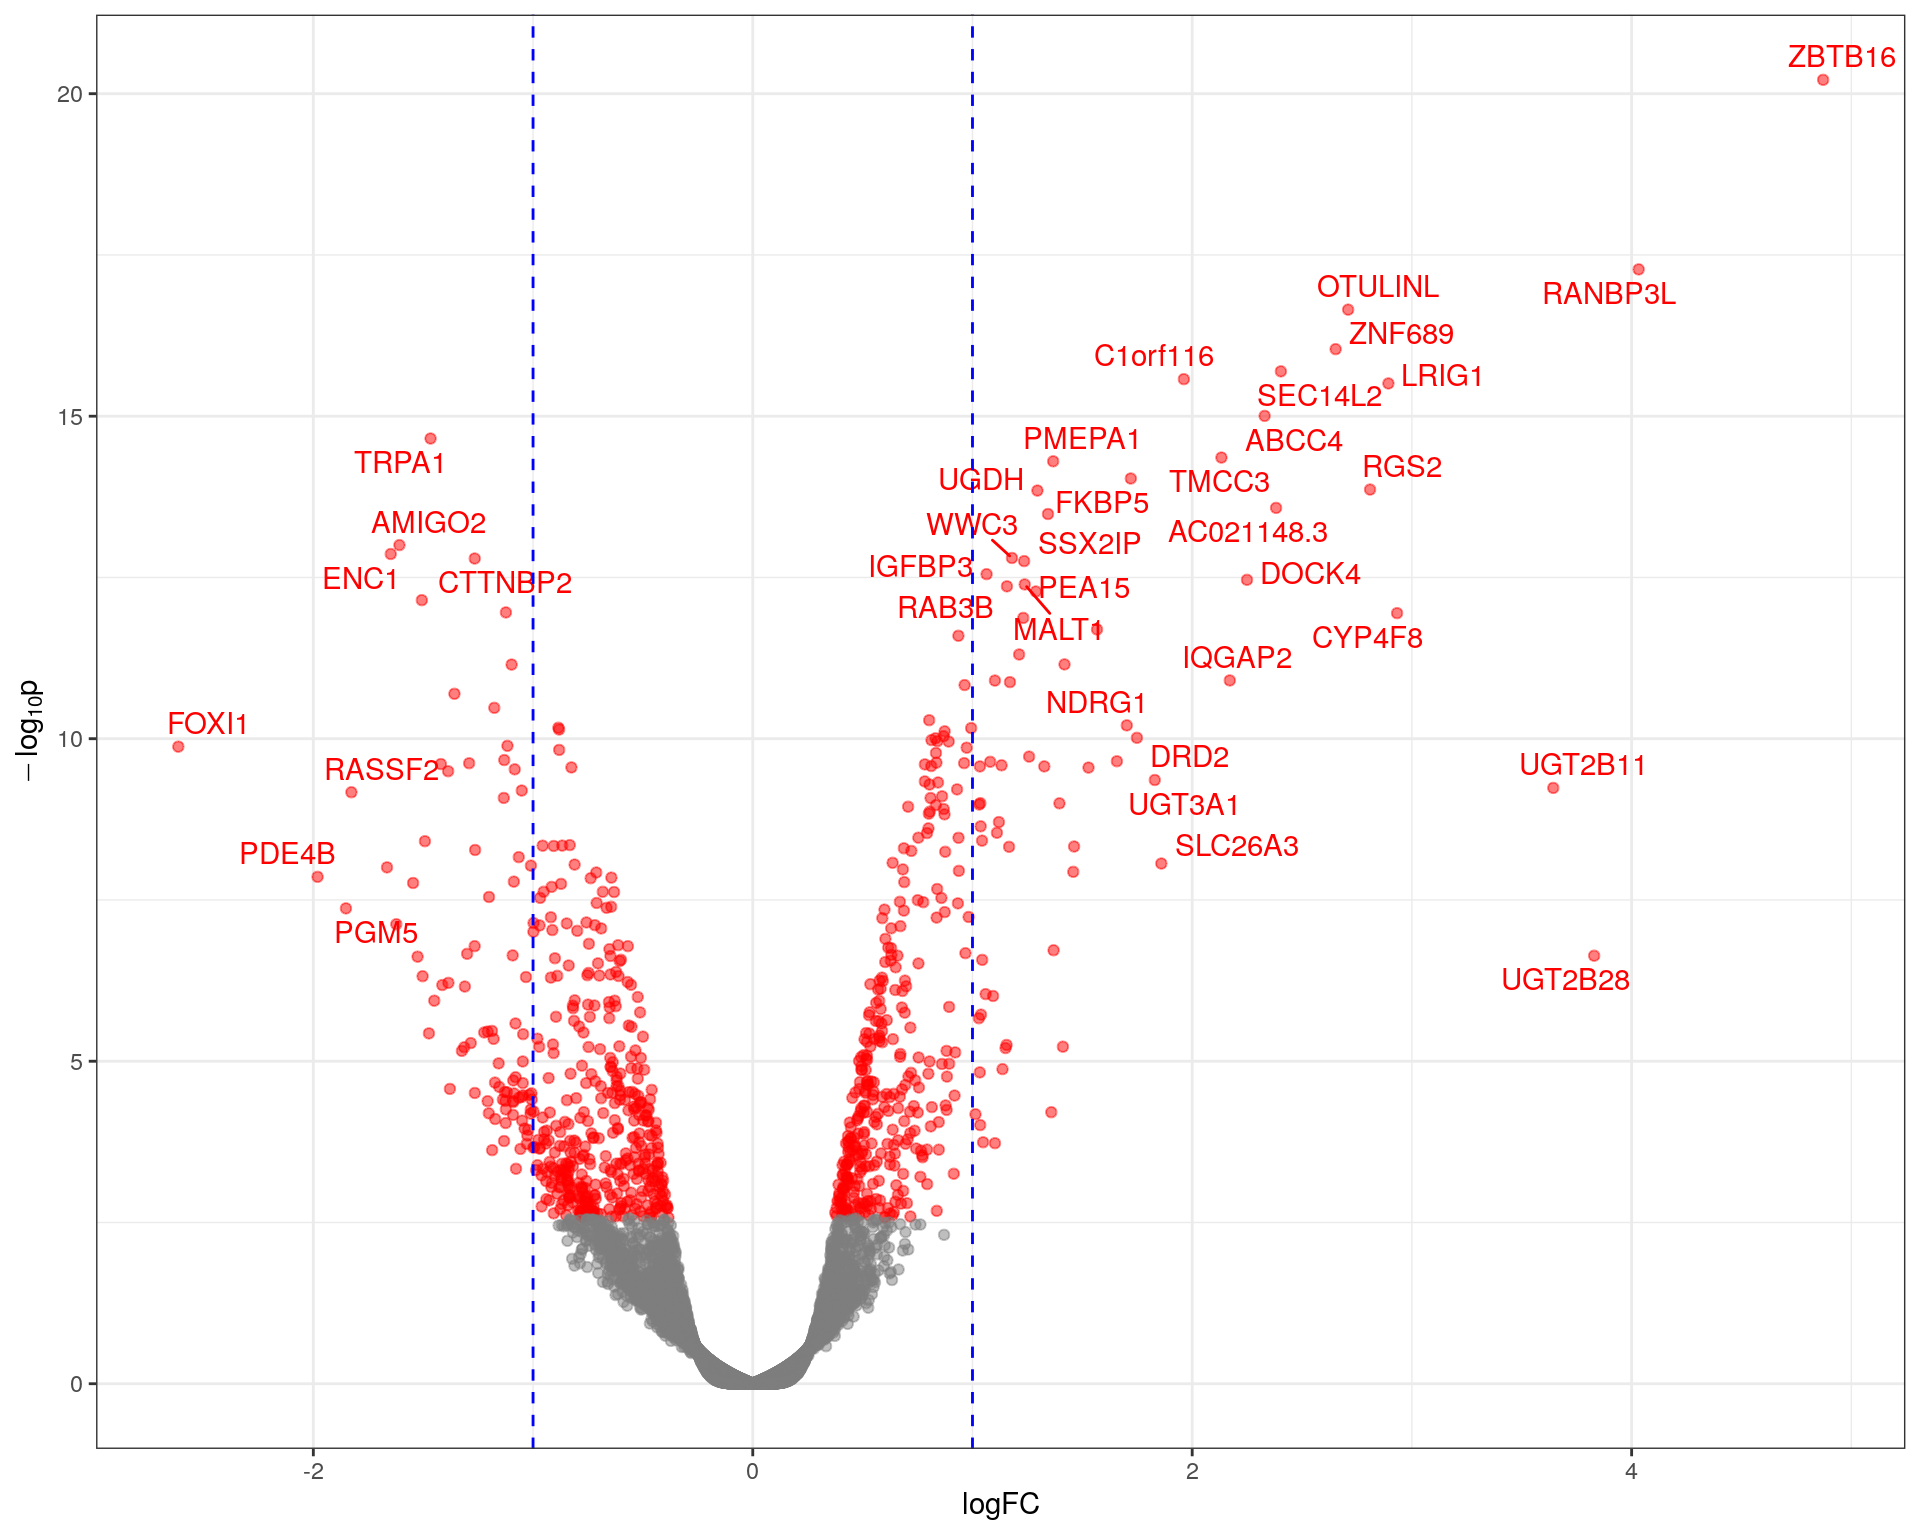 ZBTB16
20
RANBP3L
OTULINL
ZNF689
C1orf116
LRIG1
SEC14L2
15
PMEPA1
ABCC4
TRPA1
RGS2
UGDH
TMCC3
FKBP5
AMIGO2
WWC3
AC021148.3
SSX2IP
IGFBP3
DOCK4
ENC1
CTTNBP2
PEA15
RAB3B
MALT1
CYP4F8
IQGAP2
NDRG1
FOXI1
10
− log10p
DRD2
UGT2B11
RASSF2
UGT3A1
SLC26A3
PDE4B
PGM5
UGT2B28
5
0
-2 0 2 4
logFC